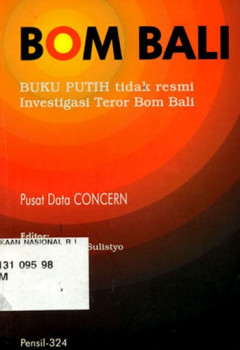 BOM BALI
BUKU PUTIH tidak resmi
Investigasi Teror Bom Bali
Pusat Data CONCERN
Editor:
Sulistyo
KAAN NASIONAL R.I.
131 095 98
M
Pensil-324